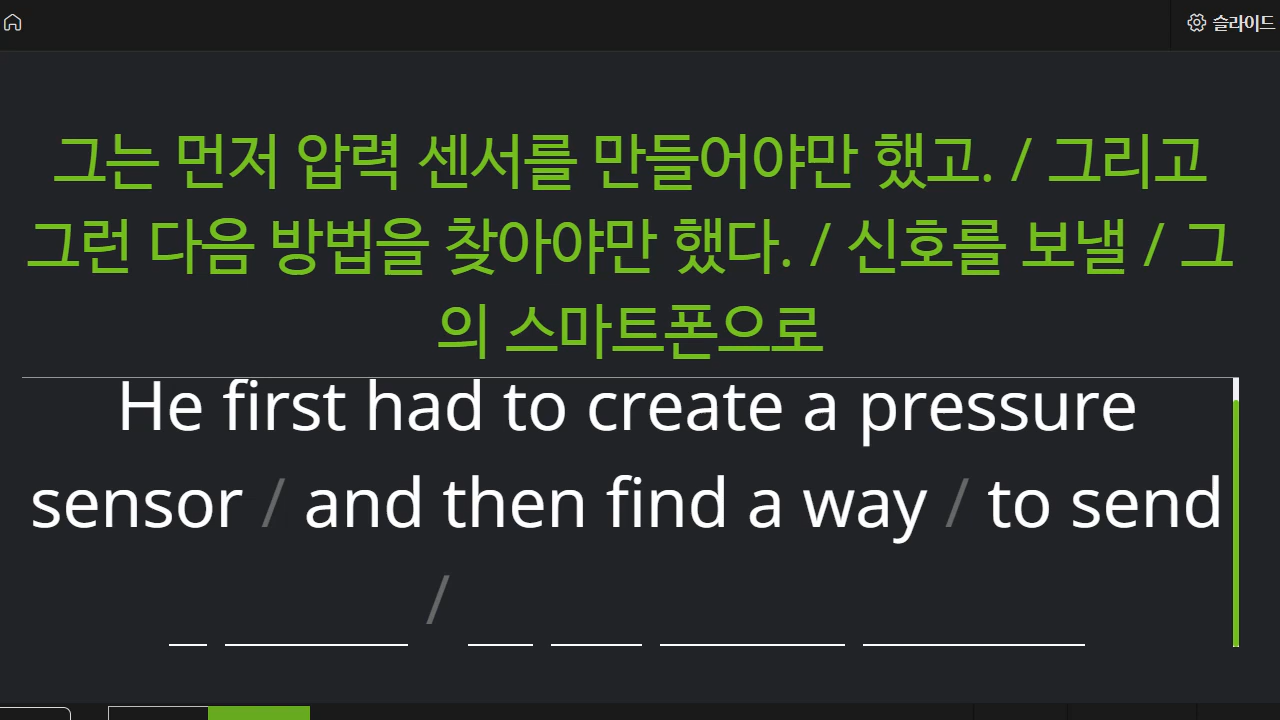 슬라이드
그는 먼저 압력 센서를 만들어야만 했고. / 그리고
그런 다음 방법을 찾아야만 했다. / 신호를 보낼 / 그
의 스마트폰으로
He first had to create a pressure
sensor / and then find a way / to send
/